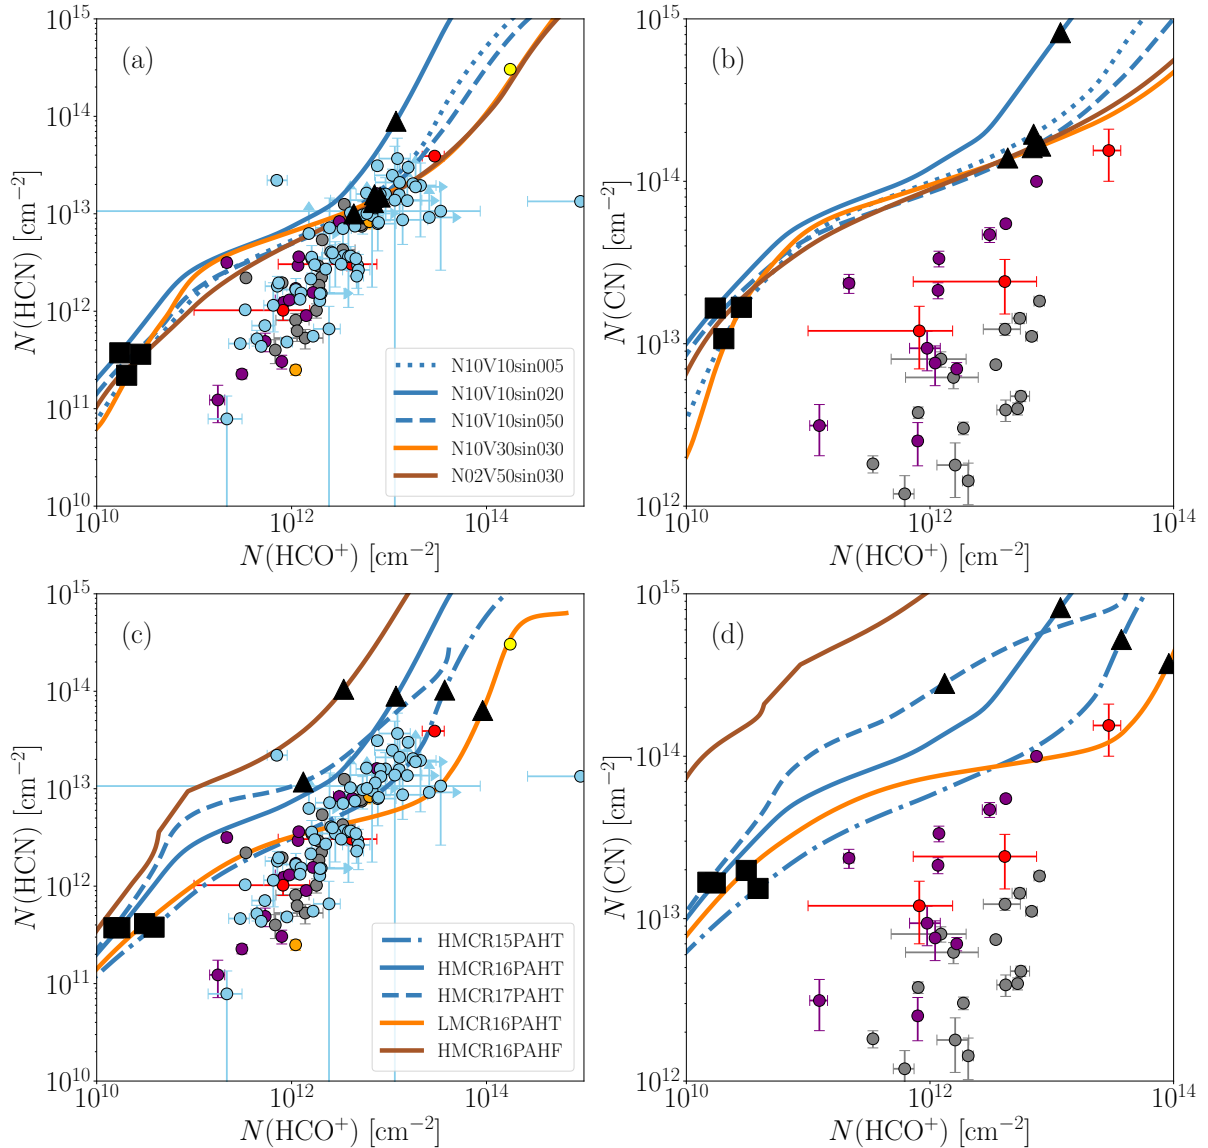 10^15
10^14
10^13
10^12
10^11
10^10
N(HCN) [cm^−2]
(a)
N10V10sin005
N10V10sin020
N10V10sin050
N10V30sin030
N02V50sin030
10^10
10^12
10^14
N(HCO^+) [cm^−2]
10^15
10^14
10^13
10^12
N(CN) [cm^−2]
(b)
10^10
10^12
10^14
N(HCO^+) [cm^−2]
10^15
10^14
10^13
10^12
10^11
10^10
N(HCN) [cm^−2]
(c)
HMCR15PAHT
HMCR16PAHT
HMCR17PAHT
LMCR16PAHT
HMCR16PAHF
10^10
10^12
10^14
N(HCO^+) [cm^−2]
10^15
10^14
10^13
10^12
N(CN) [cm^−2]
(d)
10^10
10^12
10^14
N(HCO^+) [cm^−2]